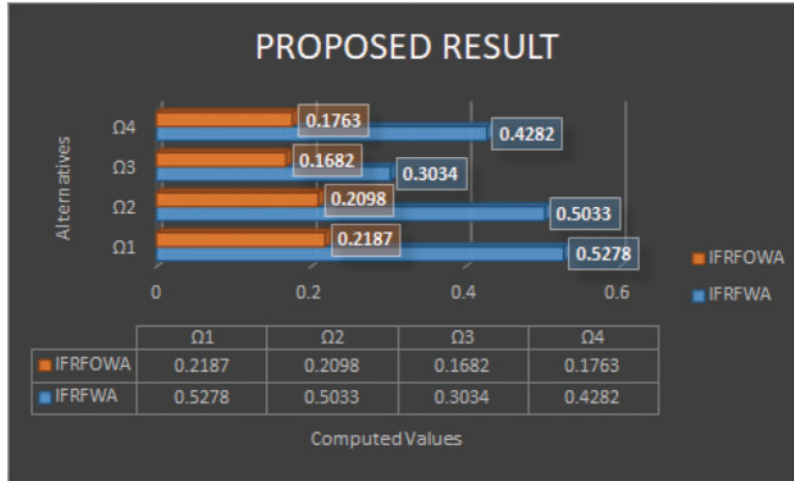 PROPOSED RESULT
Alternatives
Ω4
0.1763
0.4282
Ω3
0.1682
0.3034
Ω2
0.2098
0.5033
Ω1
0.2187
0.5278
IFRFOWA
IFRFWA
0 0.2 0.4 0.6
Ω1 Ω2 Ω3 Ω4
IFRFOWA 0.2187 0.2098 0.1682 0.1763
IFRFWA 0.5278 0.5033 0.3034 0.4282
Computed Values